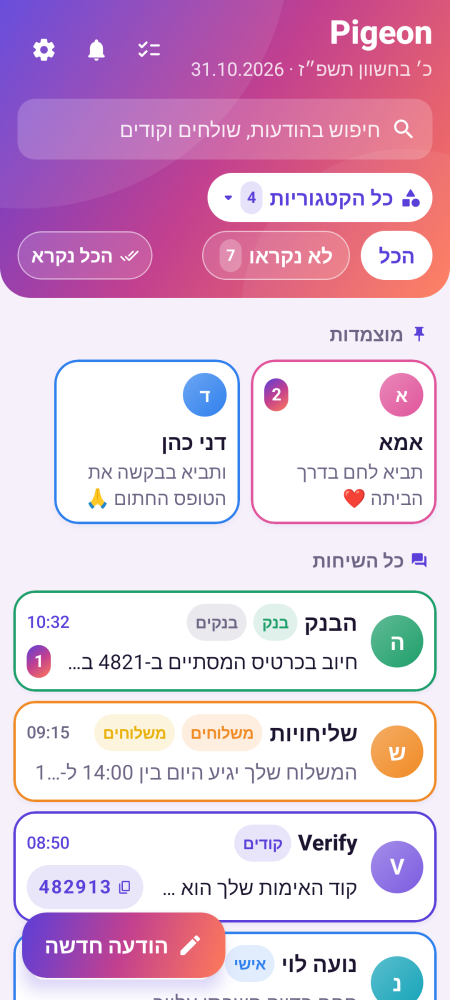 Pigeon
כ׳ בחשוון תשפ״ז · 31.10.2026
חיפוש בהודעות, שולחים וקודים
כל הקטגוריות 4
הכל
לא נקראו 7
הכל נקרא
מוצמדות
א 2
אמא
תביא לחם בדרך
הביתה ❤️
ד
דני כהן
ותביא בבקשה את
הטופס החתום 🙏
כל השיחות
ה
הבנק בנק בנקים 10:32
חיוב בכרטיס המסתיים ב-4821 ב... 1
ש
שליחויות משלוחים משלוחים 09:15
המשלוח שלך יגיע היום בין 14:00 ל-1...
V
Verify קודים 08:50
קוד האימות שלך הוא ... 482913
נ
נועה לוי אישי
הודעה חדשה